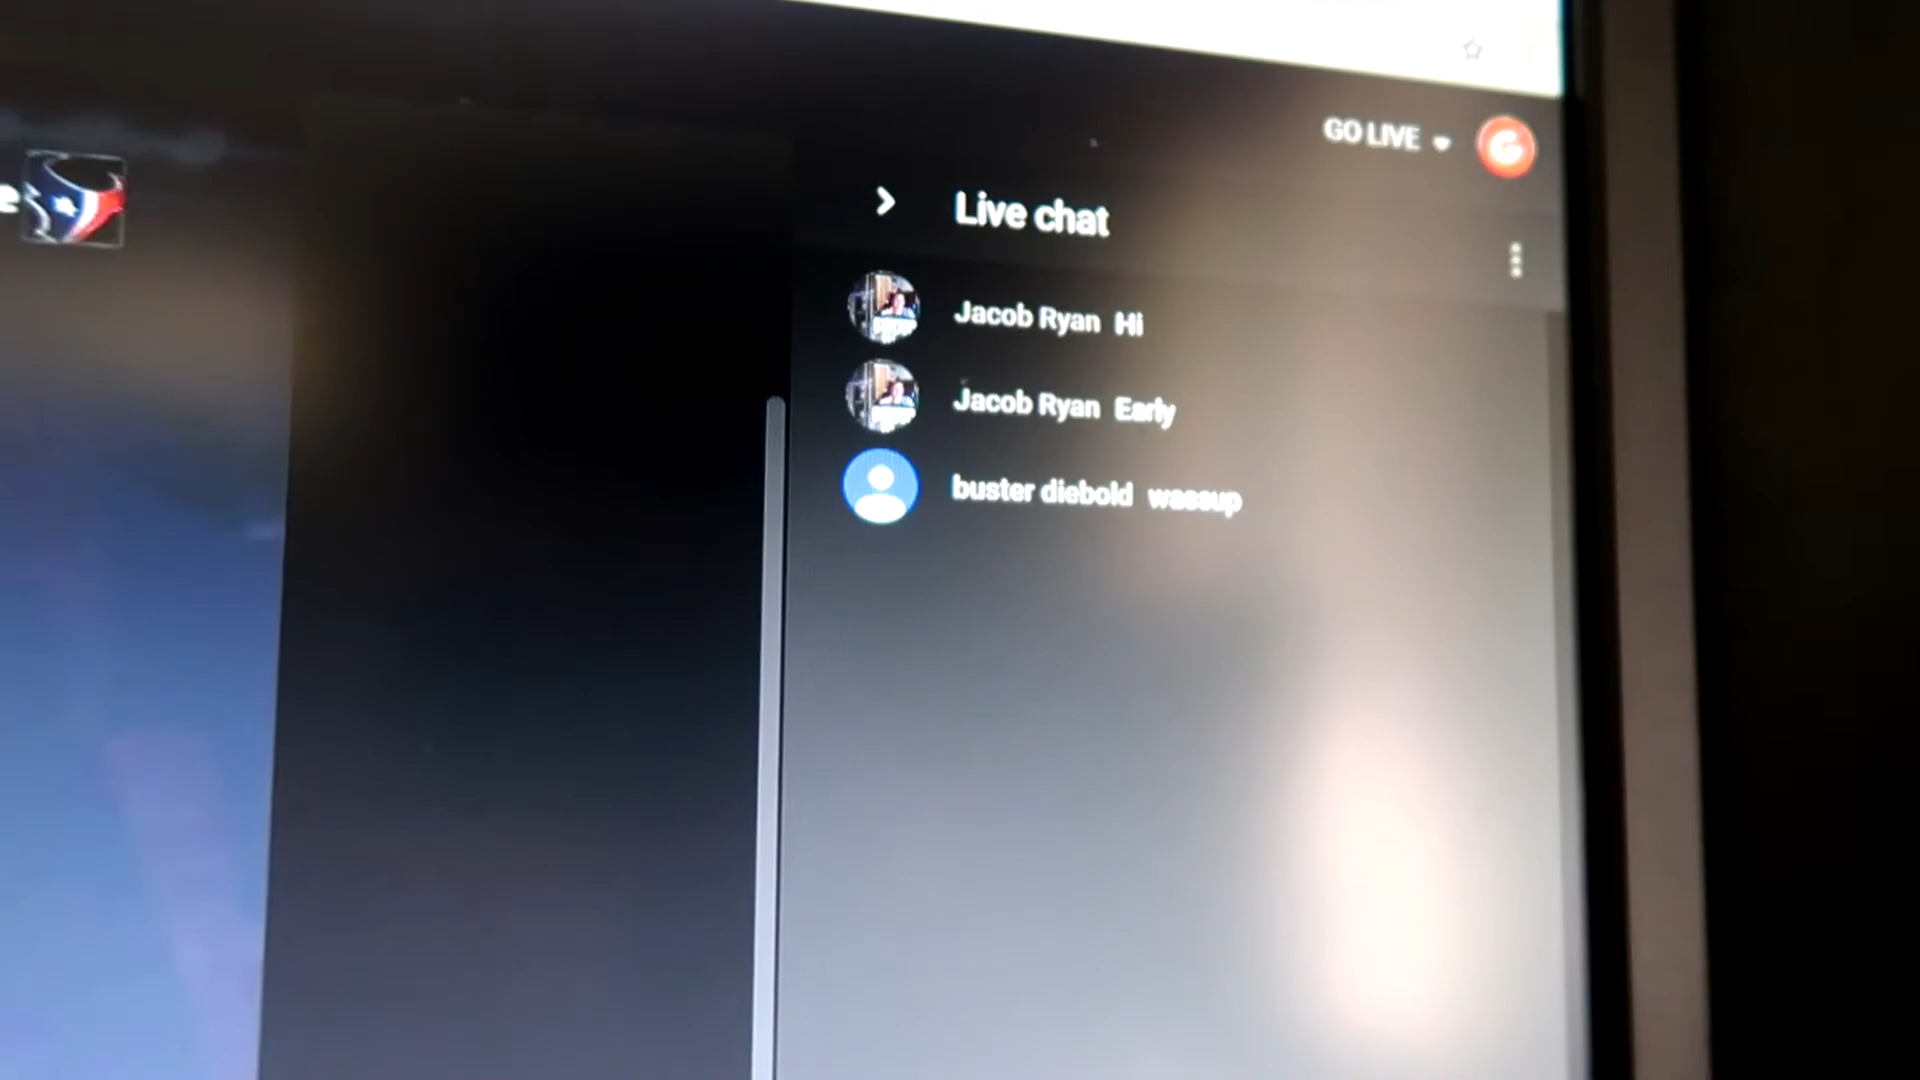 GO LIVE
Live chat
Jacob Ryan Hi
Jacob Ryan Early
buster diebold wassup